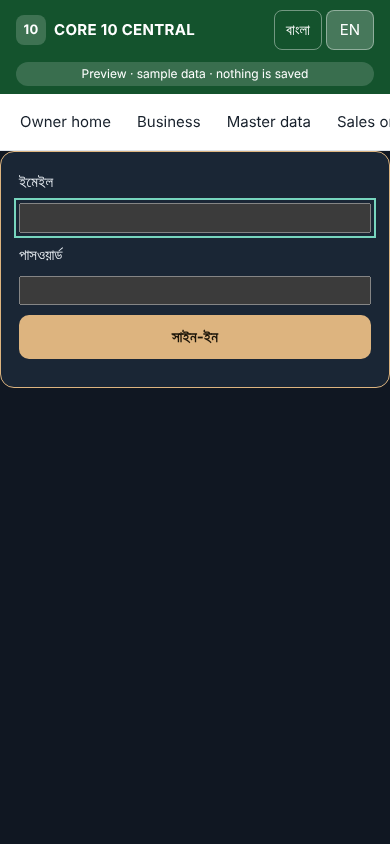 10 CORE 10 CENTRAL বাংলা EN
Preview · sample data · nothing is saved
Owner home Business Master data Sales
ইমেইল
পাসওয়ার্ড
সাইন-ইন